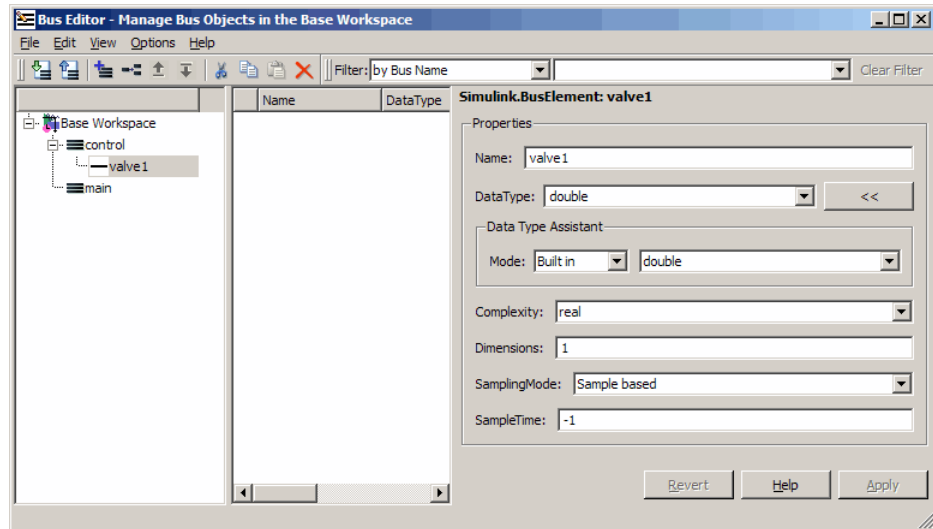 Bus Editor - Manage Bus Objects in the Base Workspace
File Edit View Options Help
Filter: by Bus Name Clear Filter
Name DataType
Simulink.BusElement: valve1
Base Workspace
control
valve1
main
Properties
Name: valve1
DataType: double <<
Data Type Assistant
Mode: Built in double
Complexity: real
Dimensions: 1
SamplingMode: Sample based
SampleTime: -1
Revert Help Apply